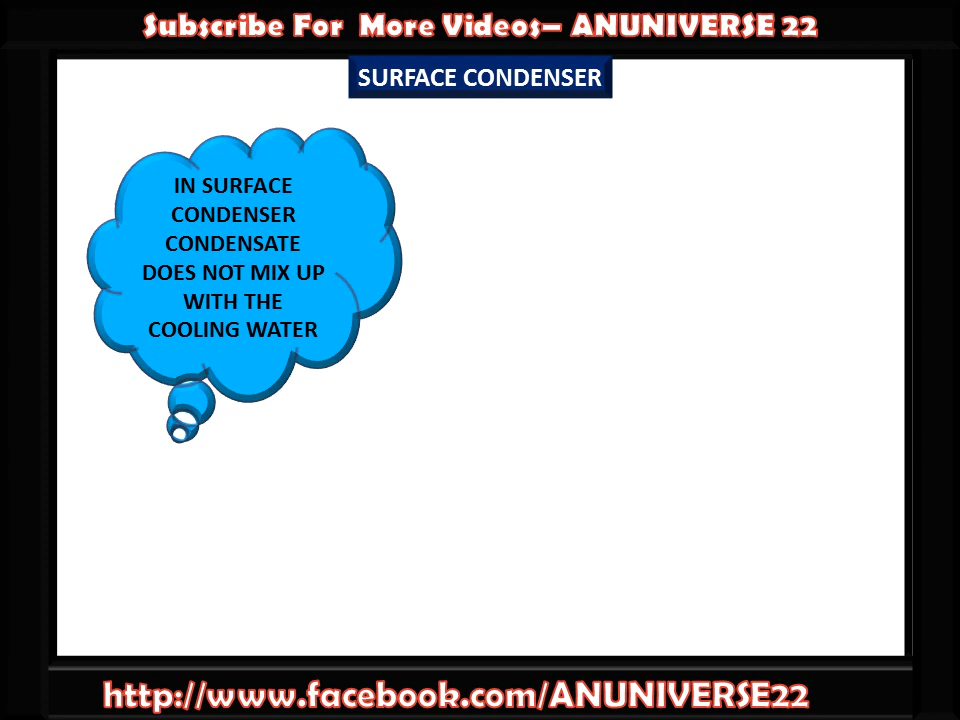 Subscribe For More Videos– ANUNIVERSE 22
SURFACE CONDENSER
IN SURFACE
CONDENSER
CONDENSATE
DOES NOT MIX UP
WITH THE
COOLING WATER
http://www.facebook.com/ANUNIVERSE22